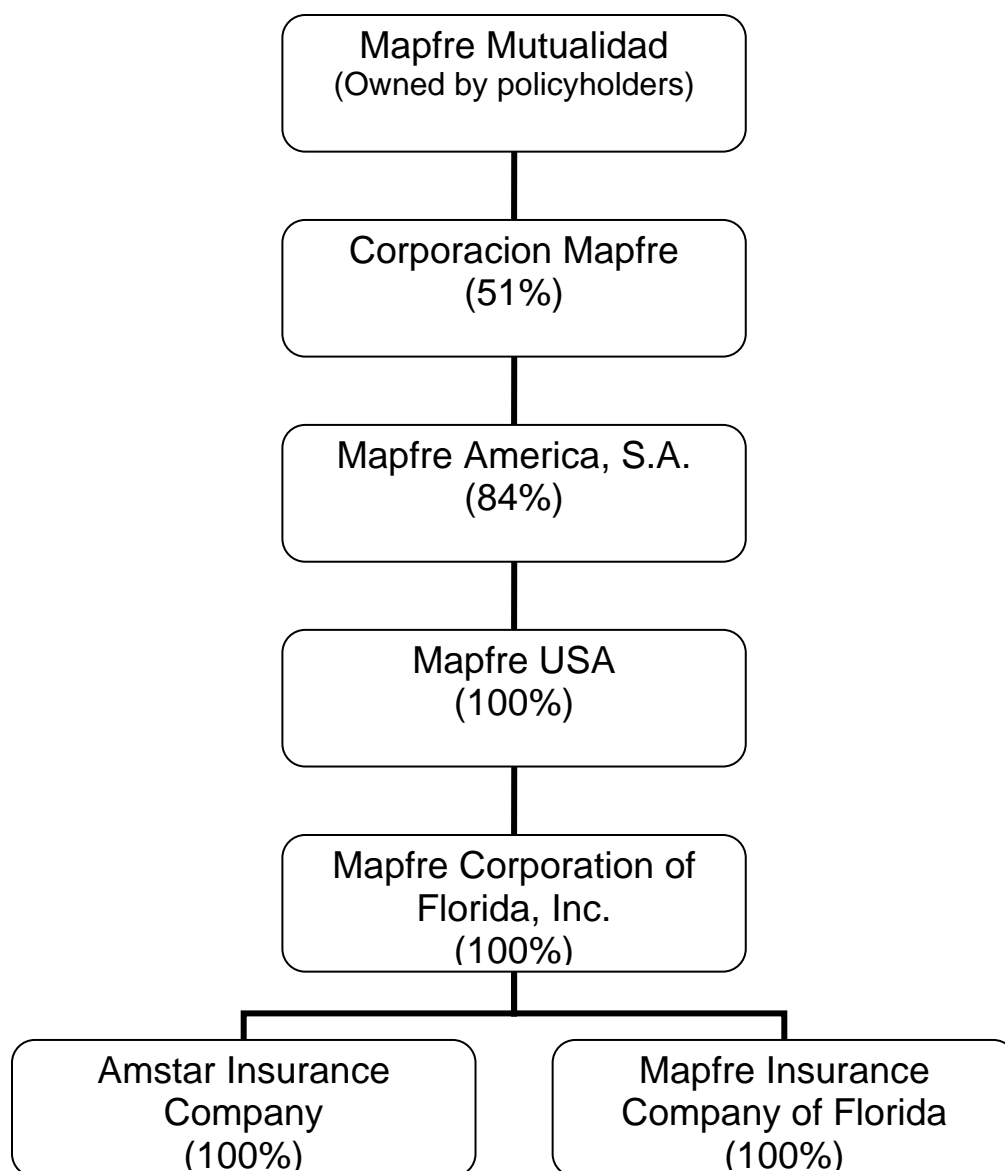 Mapfre Mutualidad
(Owned by policyholders)
Corporacion Mapfre
(51%)
Mapfre America, S.A.
(84%)
Mapfre USA
(100%)
Mapfre Corporation of
Florida, Inc.
(100%)
Amstar Insurance
Company
(100%)
Mapfre Insurance
Company of Florida
(100%)